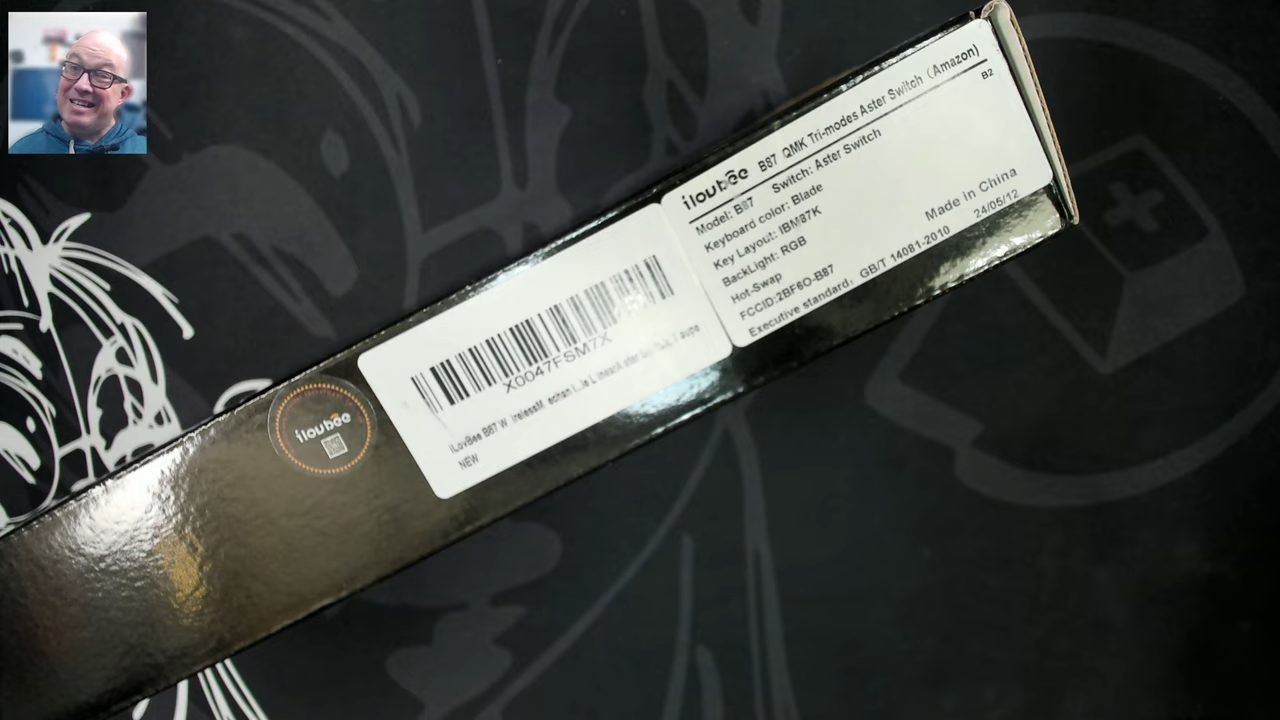 iloubee B87 QMK Tri-modes Aster Switch（Amazon)
B2
Model: B87 Switch: Aster Switch
Keyboard color: Blade
Key Layout: IBM87K
BackLight: RGB
Hot-Swap
FCCID:2BF6O-B87
Executive standard：GB/T 14081-2010
Made in China
24/05/12
X0047FSM7X
iLovBee B87 W
NEW
iloubee